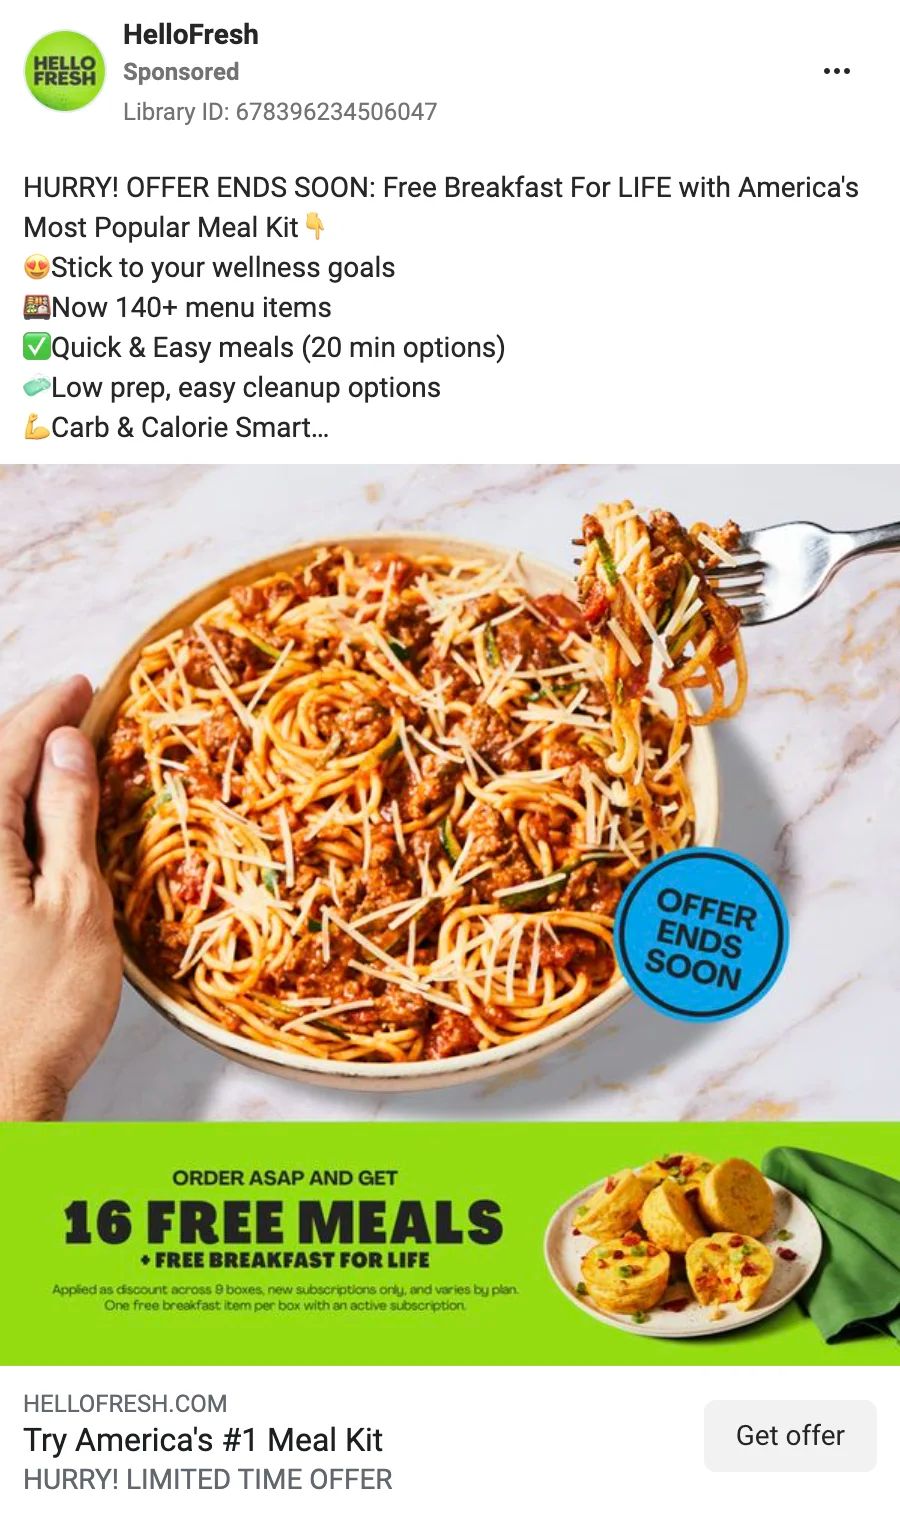 HelloFresh
HELLO
FRESH
Sponsored
Library ID: 678396234506047
HURRY! OFFER ENDS SOON: Free Breakfast For LIFE with America's
Most Popular Meal Kit👇
😍Stick to your wellness goals
🍱Now 140+ menu items
✅Quick & Easy meals (20 min options)
🧼Low prep, easy cleanup options
💪Carb & Calorie Smart...
OFFER
ENDS
SOON
ORDER ASAP AND GET
16 FREE MEALS
+ FREE BREAKFAST FOR LIFE
Applied as discount across 9 boxes, new subscriptions only, and varies by plan.
One free breakfast item per box with an active subscription.
HELLOFRESH.COM
Try America's #1 Meal Kit
HURRY! LIMITED TIME OFFER
Get offer